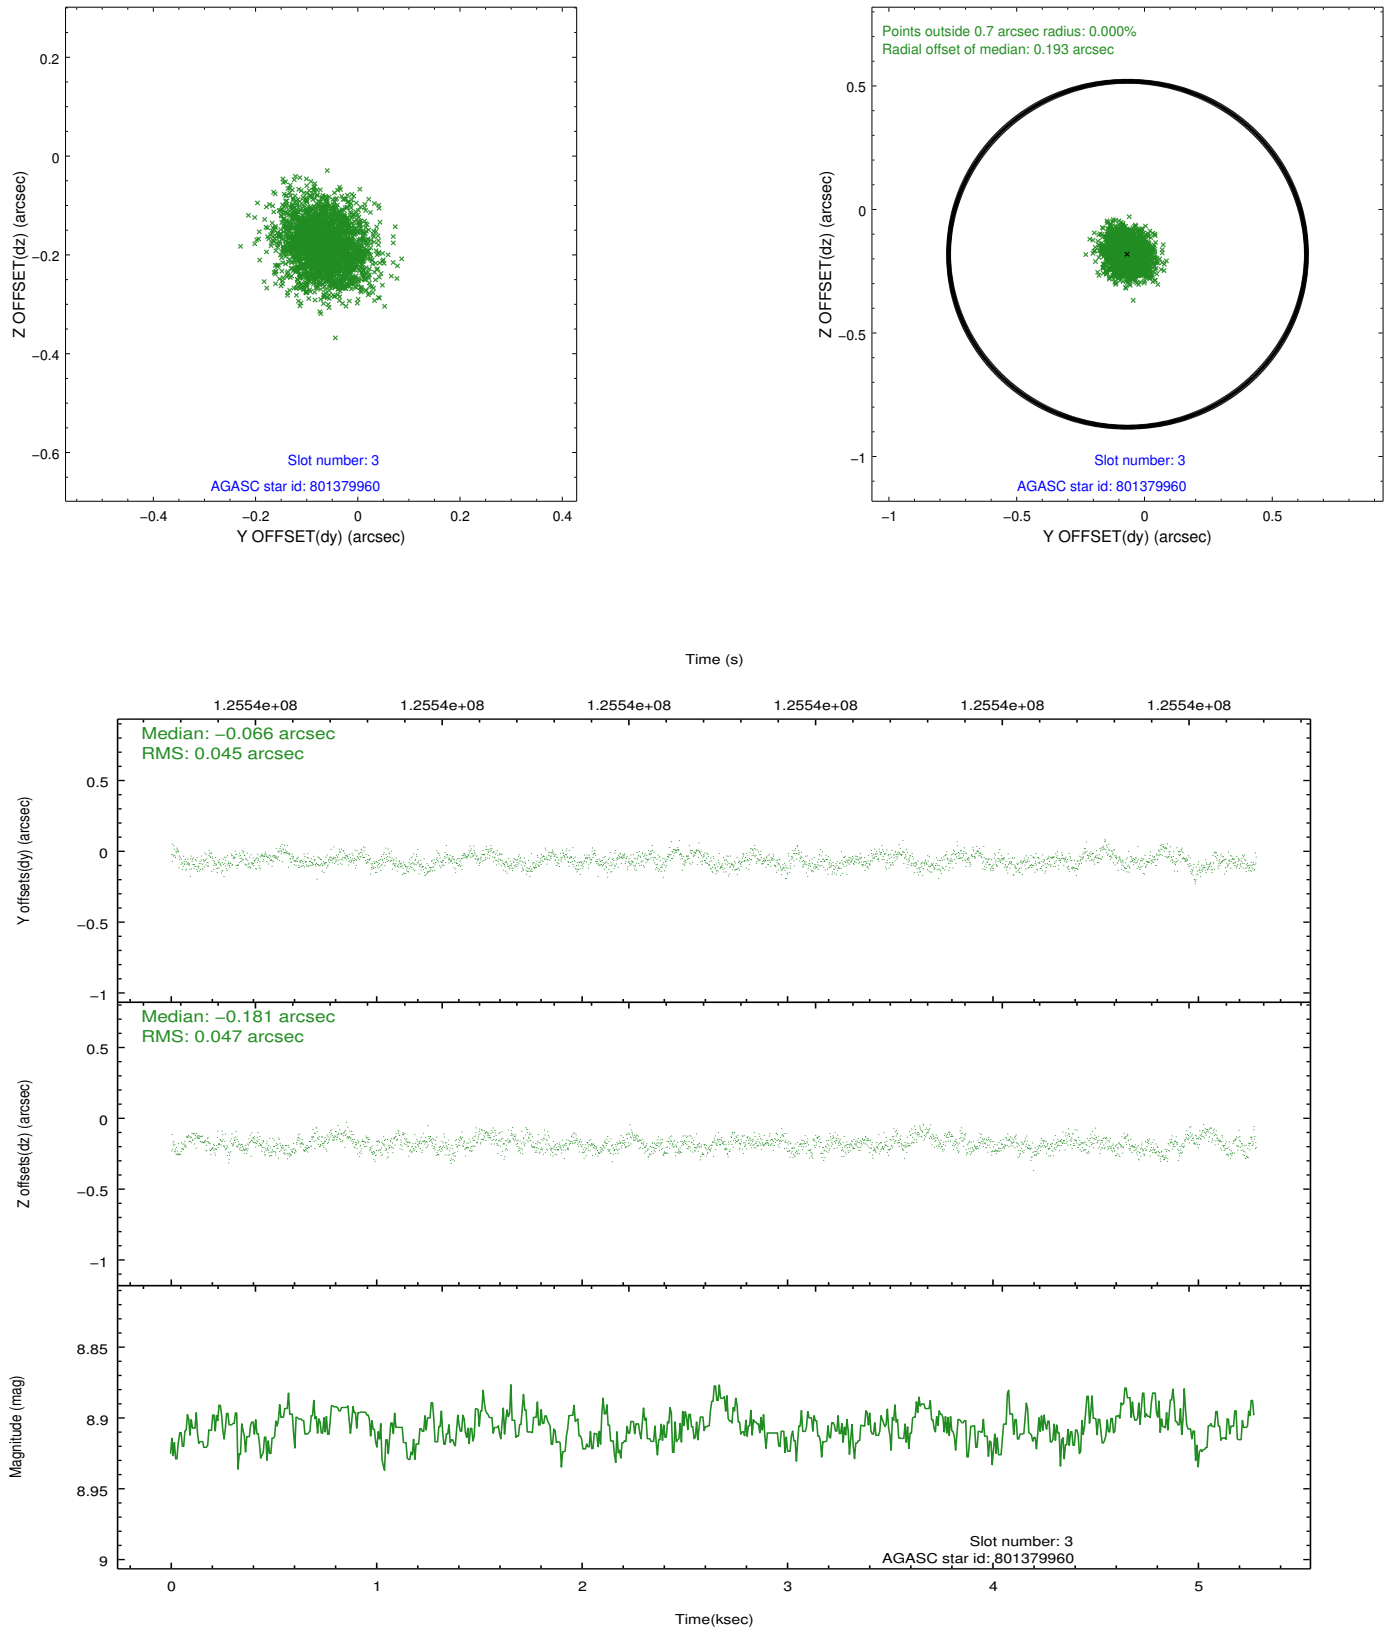 0.2
0
−0.2
−0.4
−0.6
Z OFFSET(dz) (arcsec)
Slot number: 3
AGASC star id: 801379960
−0.4
−0.2
0
0.2
0.4
Y OFFSET(dy) (arcsec)
Points outside 0.7 arcsec radius: 0.000%
Radial offset of median: 0.193 arcsec
0.5
0
−0.5
−1
Z OFFSET(dz) (arcsec)
Slot number: 3
AGASC star id: 801379960
−1
−0.5
0
0.5
Y OFFSET(dy) (arcsec)
Time (s)
1.2554e+08
1.2554e+08
1.2554e+08
1.2554e+08
1.2554e+08
1.2554e+08
Median: −0.066 arcsec
RMS: 0.045 arcsec
0.5
0
−0.5
−1
Y offsets(dy) (arcsec)
Median: −0.181 arcsec
RMS: 0.047 arcsec
0.5
0
−0.5
−1
Z offsets(dz) (arcsec)
8.85
8.9
8.95
9
Magnitude (mag)
Slot number: 3
AGASC star id: 801379960
0
1
2
3
4
5
Time(ksec)